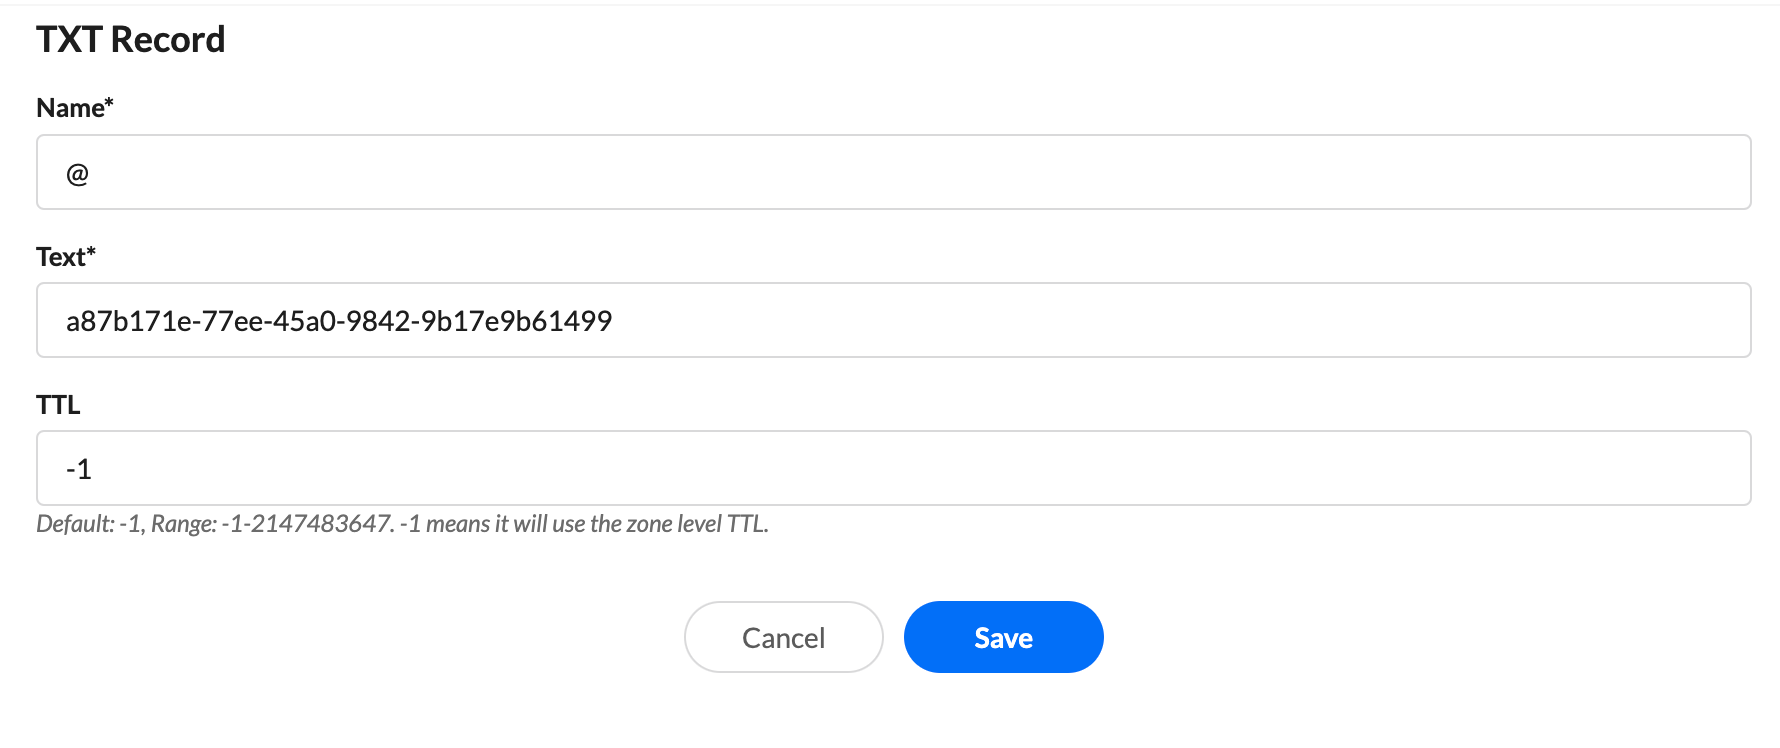 TXT Record
Name*
@
Text*
a87b171e-77ee-45a0-9842-9b17e9b61499
TTL
-1
Default: -1, Range: -1-2147483647. -1 means it will use the zone level TTL.
Cancel Save